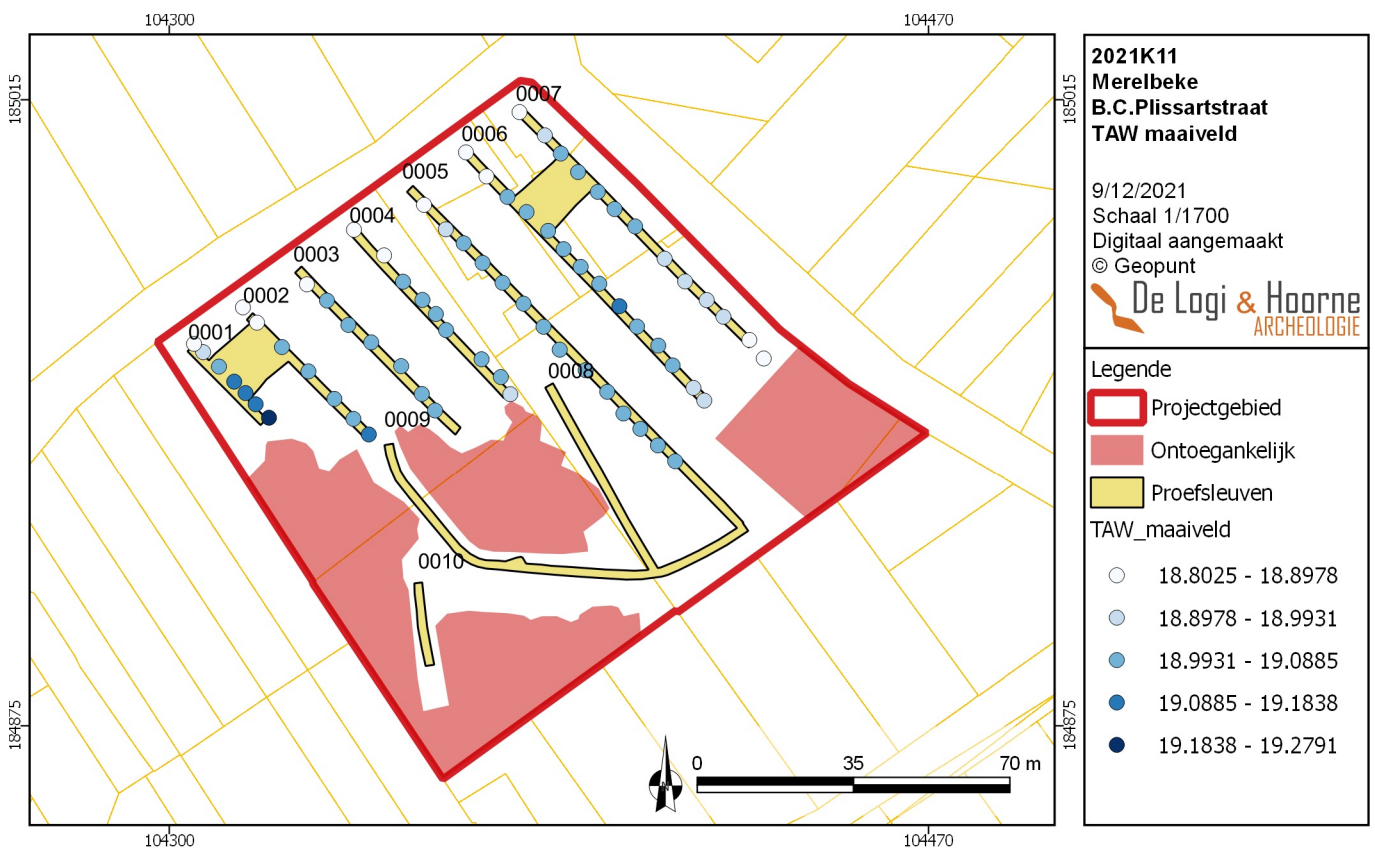 104300
104470
185015
185015
0007
0006
0005
0004
0003
0002
0001
0008
0009
0010
184875
184875
N
0 35 70 m
104300
104470
2021K11
Merelbeke
B.C.Plissartstraat
TAW maaiveld
9/12/2021
Schaal 1/1700
Digitaal aangemaakt
© Geopunt
De Logi & Hoorne
ARCHEOLOGIE
Legende
Projectgebied
Ontoegankelijk
Proefsleuven
TAW_maaiveld
18.8025 - 18.8978
18.8978 - 18.9931
18.9931 - 19.0885
19.0885 - 19.1838
19.1838 - 19.2791